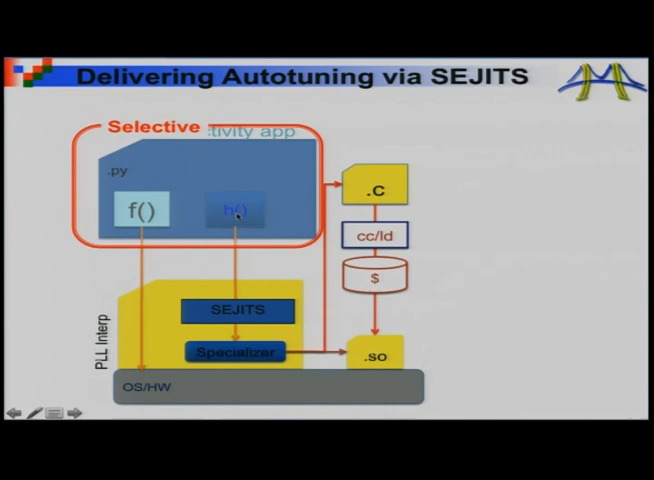 Delivering Autotuning via SEJITS
Selective
tivity app
.py
.C
f()
h()
cc/ld
$
SEJITS
PLL Interp
Specializer
.so
OS/HW